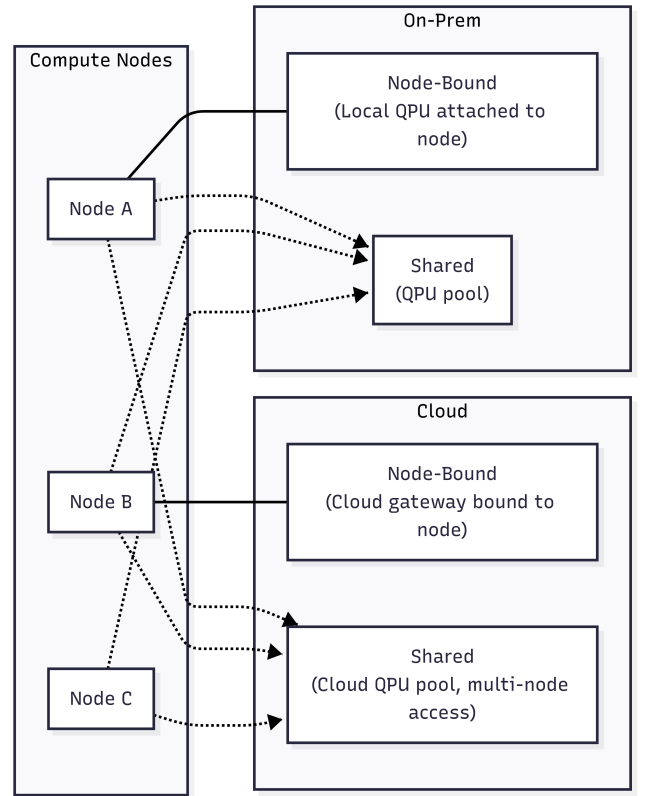 Compute Nodes
Node A
Node B
Node C
On-Prem
Node-Bound
(Local QPU attached to
node)
Shared
(QPU pool)
Cloud
Node-Bound
(Cloud gateway bound to
node)
Shared
(Cloud QPU pool, multi-node
access)